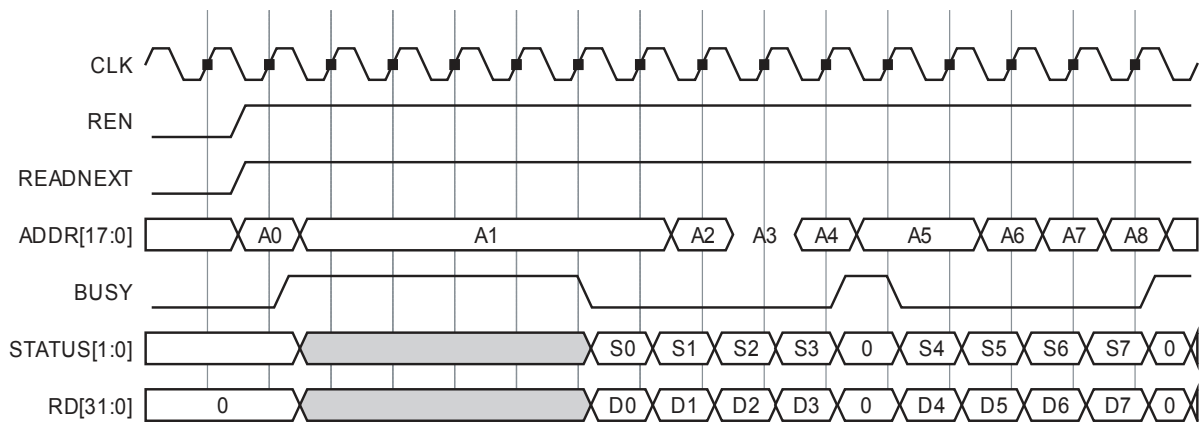 CLK
REN
READNEXT
ADDR[17:0] A0 A1 A2 A3 A4 A5 A6 A7 A8
BUSY
STATUS[1:0] S0 S1 S2 S3 0 S4 S5 S6 S7 0
RD[31:0] 0 D0 D1 D2 D3 0 D4 D5 D6 D7 0